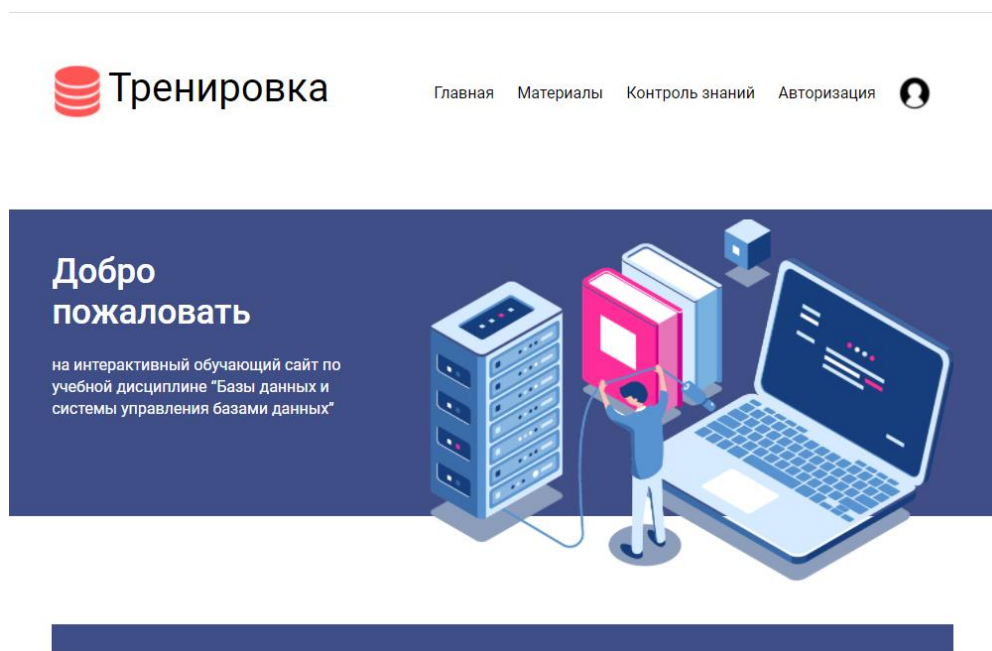 Тренировка
Главная Материалы Контроль знаний Авторизация
Добро
пожаловать
на интерактивный обучающий сайт по
учебной дисциплине “Базы данных и
системы управления базами данных”